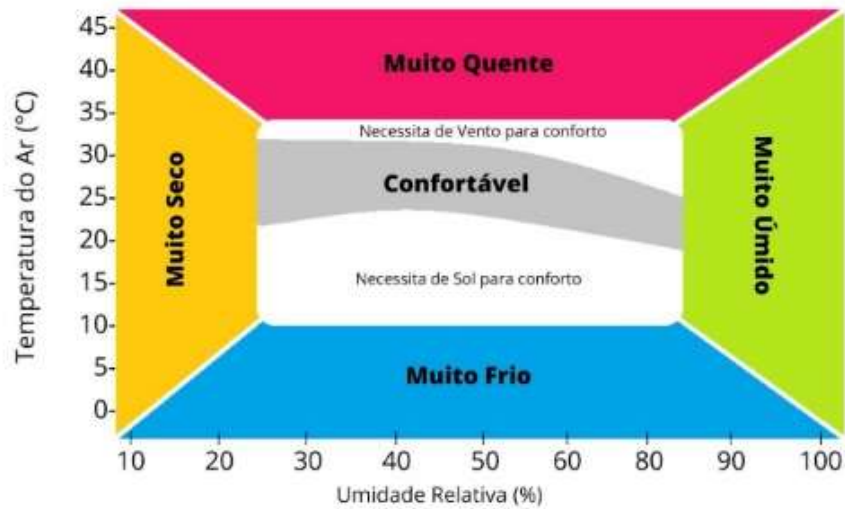 Temperatura do Ar (°C)
45-
40-
35-
30-
25-
20-
15-
10-
5-
0-
Muito Quente
Necessita de Vento para conforto
Confortável
Muito Seco
Muito Úmido
Necessita de Sol para conforto
Muito Frio
10 20 30 40 50 60 80 90 100
Umidade Relativa (%)